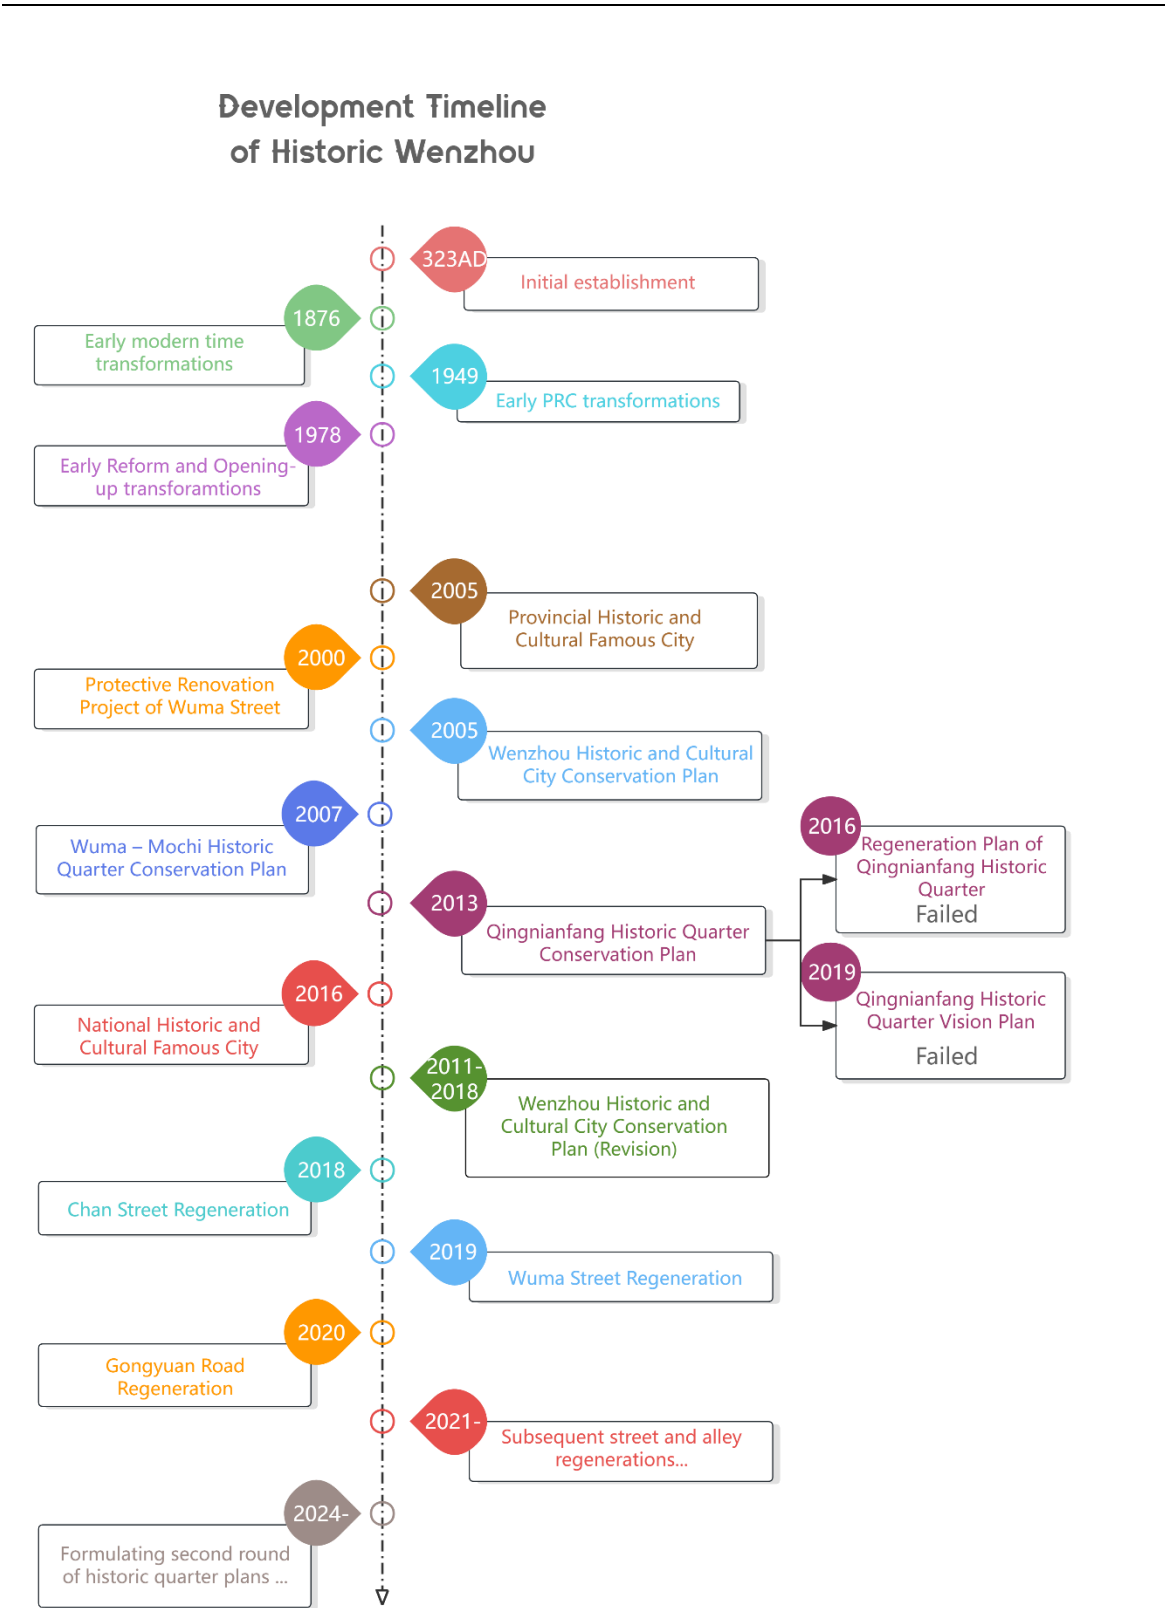 Development Timeline
of Historic Wenzhou
323AD
Initial establishment
1876
Early modern time
transformations
1949
Early PRC transformations
1978
Early Reform and Opening-
up transforamtions
2005
Provincial Historic and
Cultural Famous City
2000
Protective Renovation
Project of Wuma Street
2005
Wenzhou Historic and Cultural
City Conservation Plan
2007
Wuma – Mochi Historic
Quarter Conservation Plan
2013
Qingnianfang Historic Quarter
Conservation Plan
2016
Regeneration Plan of
Qingnianfang Historic
Quarter
Failed
2019
Qingnianfang Historic
Quarter Vision Plan
Failed
2016
National Historic and
Cultural Famous City
2011-
2018
Wenzhou Historic and
Cultural City Conservation
Plan (Revision)
2018
Chan Street Regeneration
2019
Wuma Street Regeneration
2020
Gongyuan Road
Regeneration
2021-
Subsequent street and alley
regenerations...
2024-
Formulating second round
of historic quarter plans ...